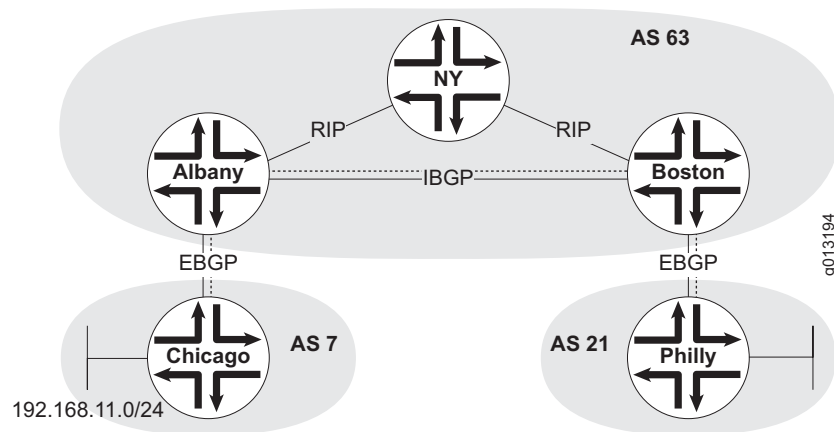 AS 63
NY
RIP
RIP
Albany
IBGP
Boston
g013194
EBGP
EBGP
Chicago
AS 7
AS 21
Philly
192.168.11.0/24